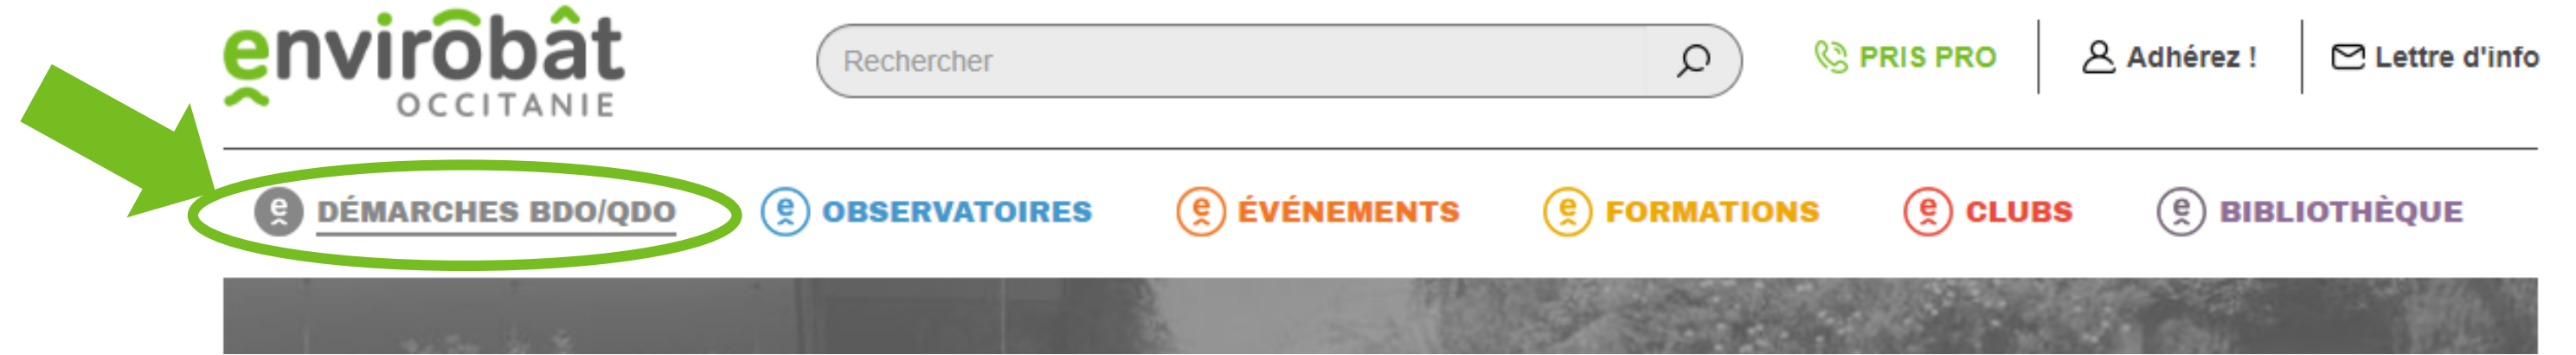 envirobât
OCCITANIE
Rechercher
PRIS PRO
Adhérez !
Lettre d'info
DÉMARCHES BDO/QDO
OBSERVATOIRES
ÉVÉNEMENTS
FORMATIONS
CLUBS
BIBLIOTHÈQUE